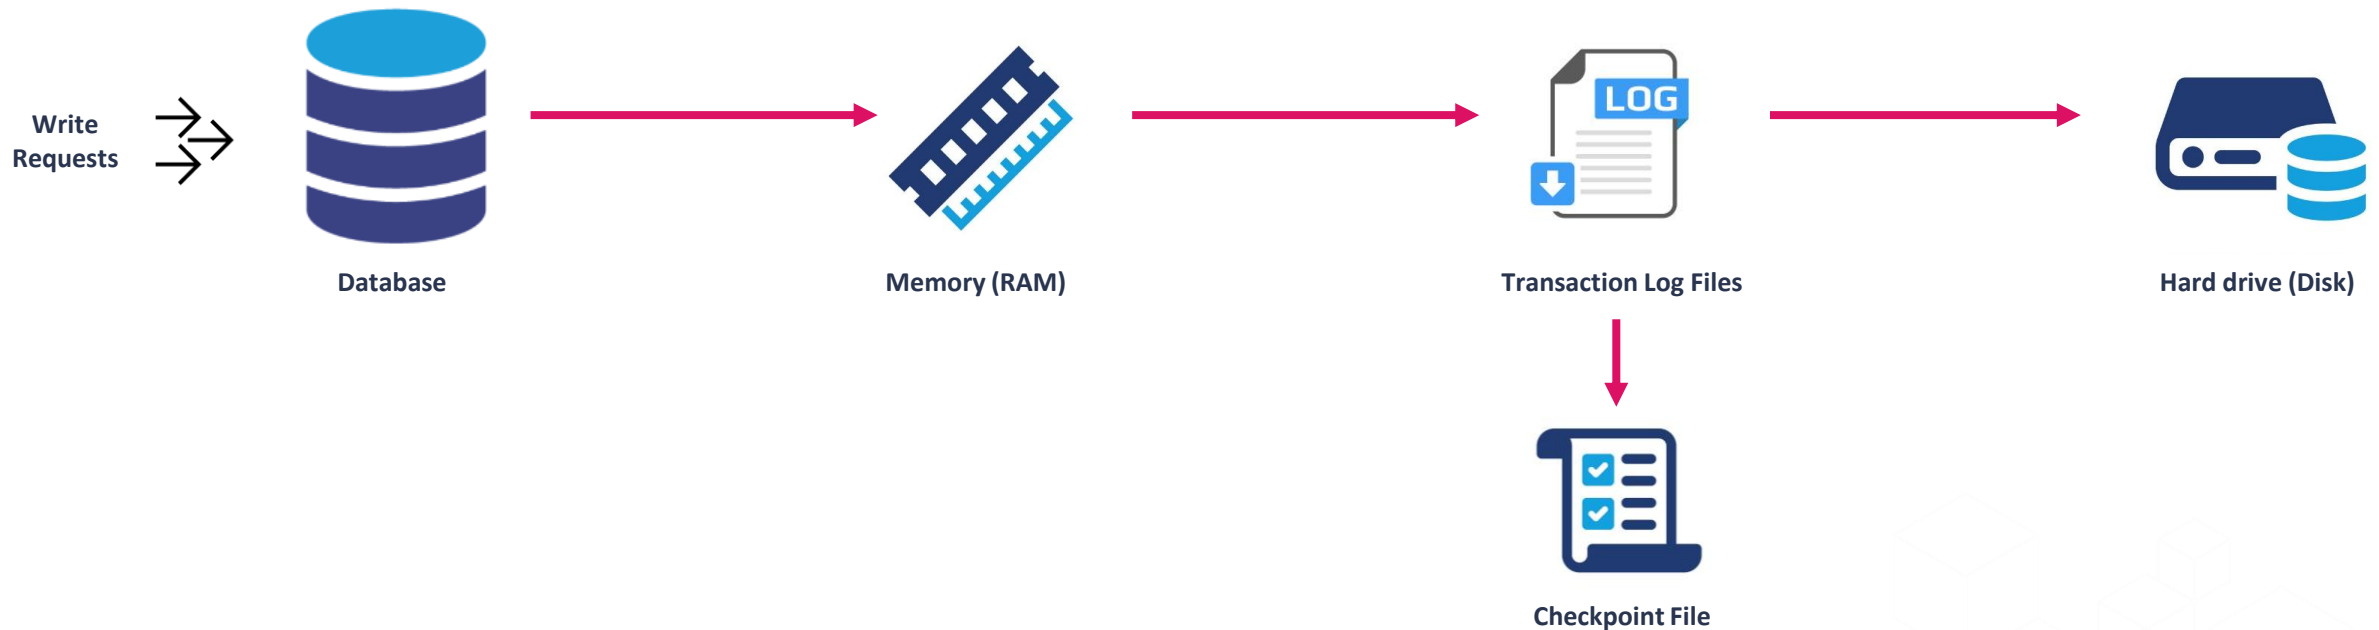 Write
Requests
LOG
Database
Memory (RAM)
Transaction Log Files
Hard drive (Disk)
Checkpoint File